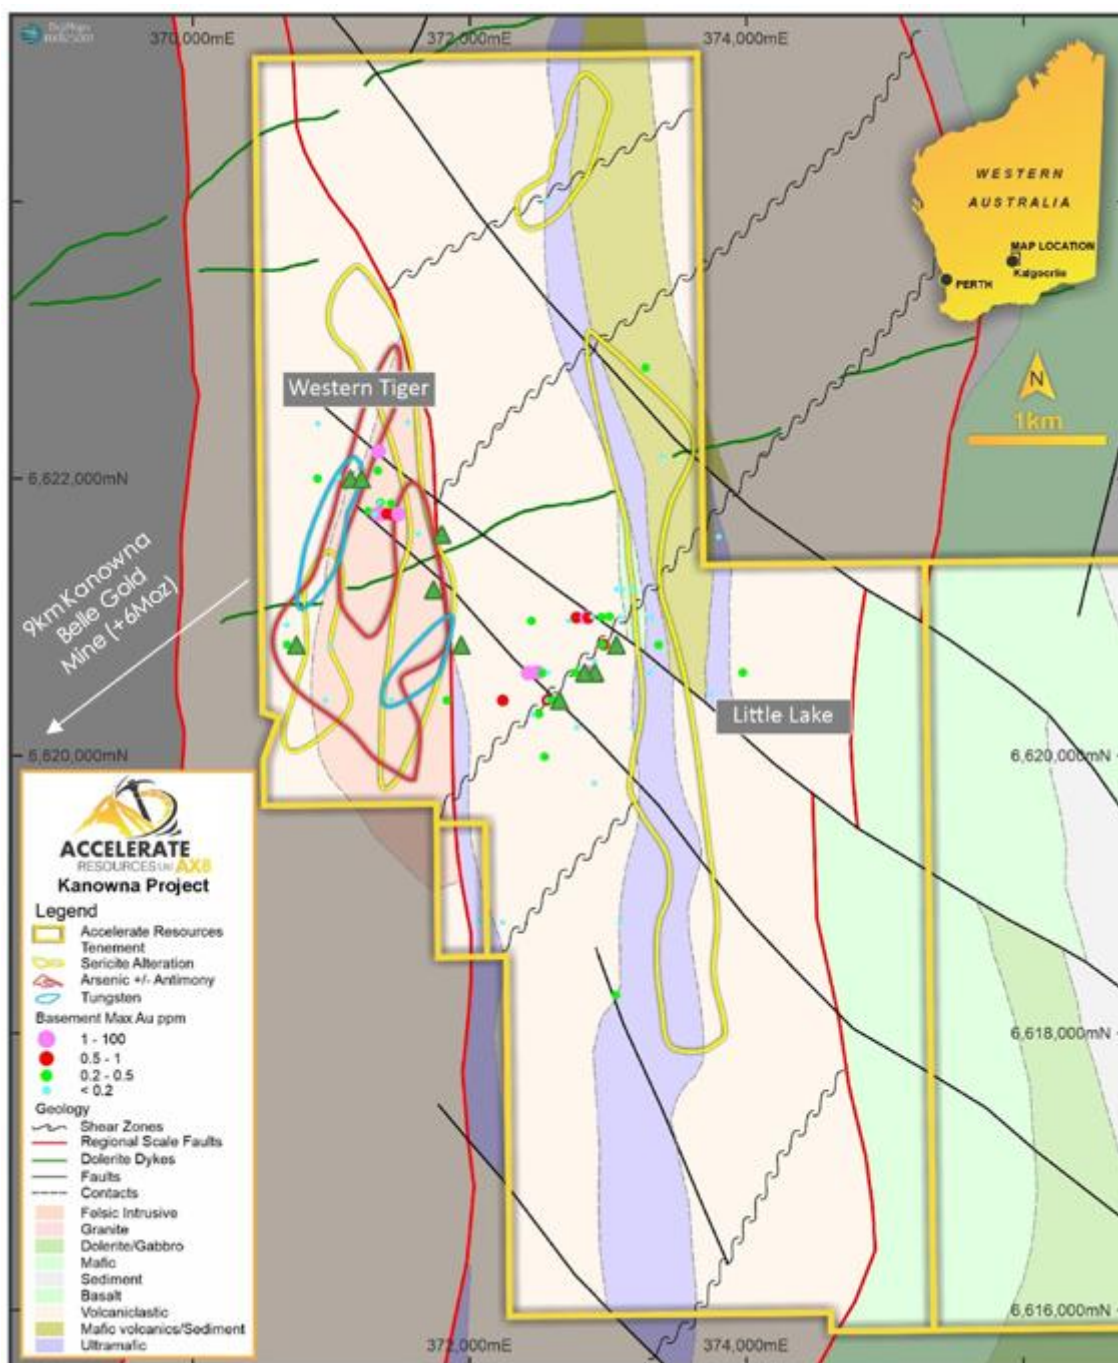 370,000mE
372,000mE
374,000mE
WESTERN
AUSTRALIA
MAP LOCATION
Kalgoorlie
PERTH
N
1km
Western Tiger
6,622,000mN
9km Kanowna
Belle Gold
Mine (+6Moz)
Little Lake
6,620,000mN
6,620,000mN
ACCELERATE
RESOURCES LTD AX8
Kanowna Project
Legend
Accelerate Resources
Tenement
Sericite Alteration
Arsenic +/- Antimony
Tungsten
Basement Max Au ppm
1 - 100
0.5 - 1
0.2 - 0.5
< 0.2
Geology
Shear Zones
Regional Scale Faults
Dolerite Dykes
Faults
Contacts
Felsic Intrusive
Granite
Dolerite/Gabbro
Mafic
Sediment
Basalt
Volcaniclastic
Mafic volcanics/Sediment
Ultramafic
6,618,000mN
6,616,000mN
372,000mE
374,000mE